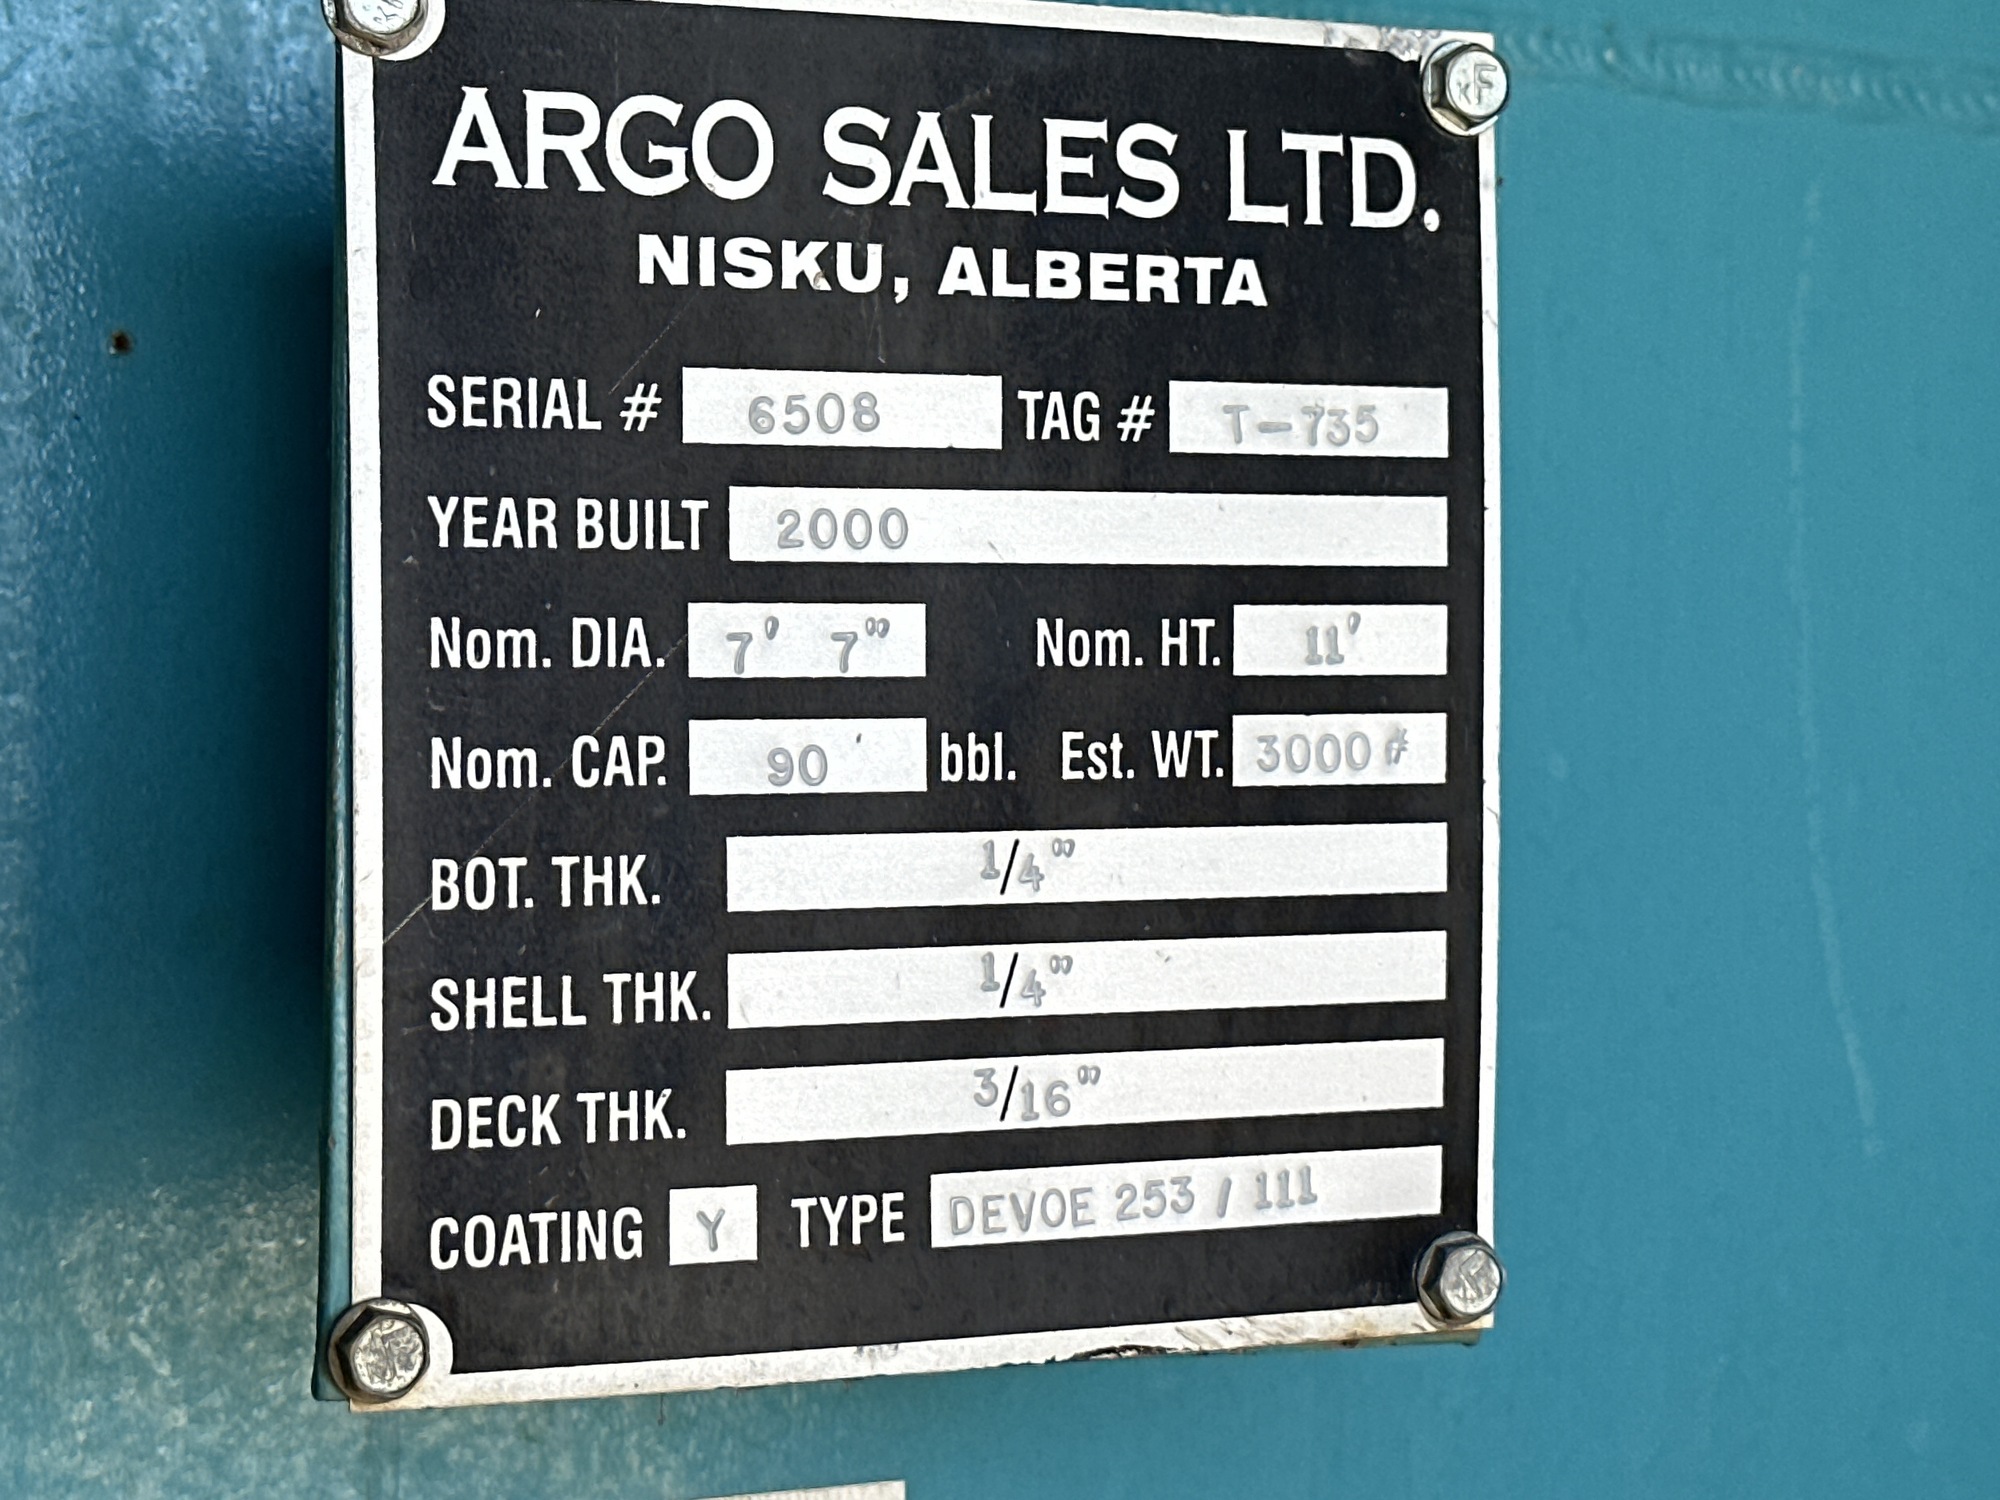 ARGO SALES LTD.
NISKU, ALBERTA
SERIAL # 6508 TAG # T-735
YEAR BUILT 2000
Nom. DIA. 7' 7" Nom. HT. 11'
Nom. CAP. 90 bbl. Est. WT. 3000#
BOT. THK. 1/4"
SHELL THK. 1/4"
DECK THK. 3/16"
COATING Y TYPE DEVOE 253 / 111